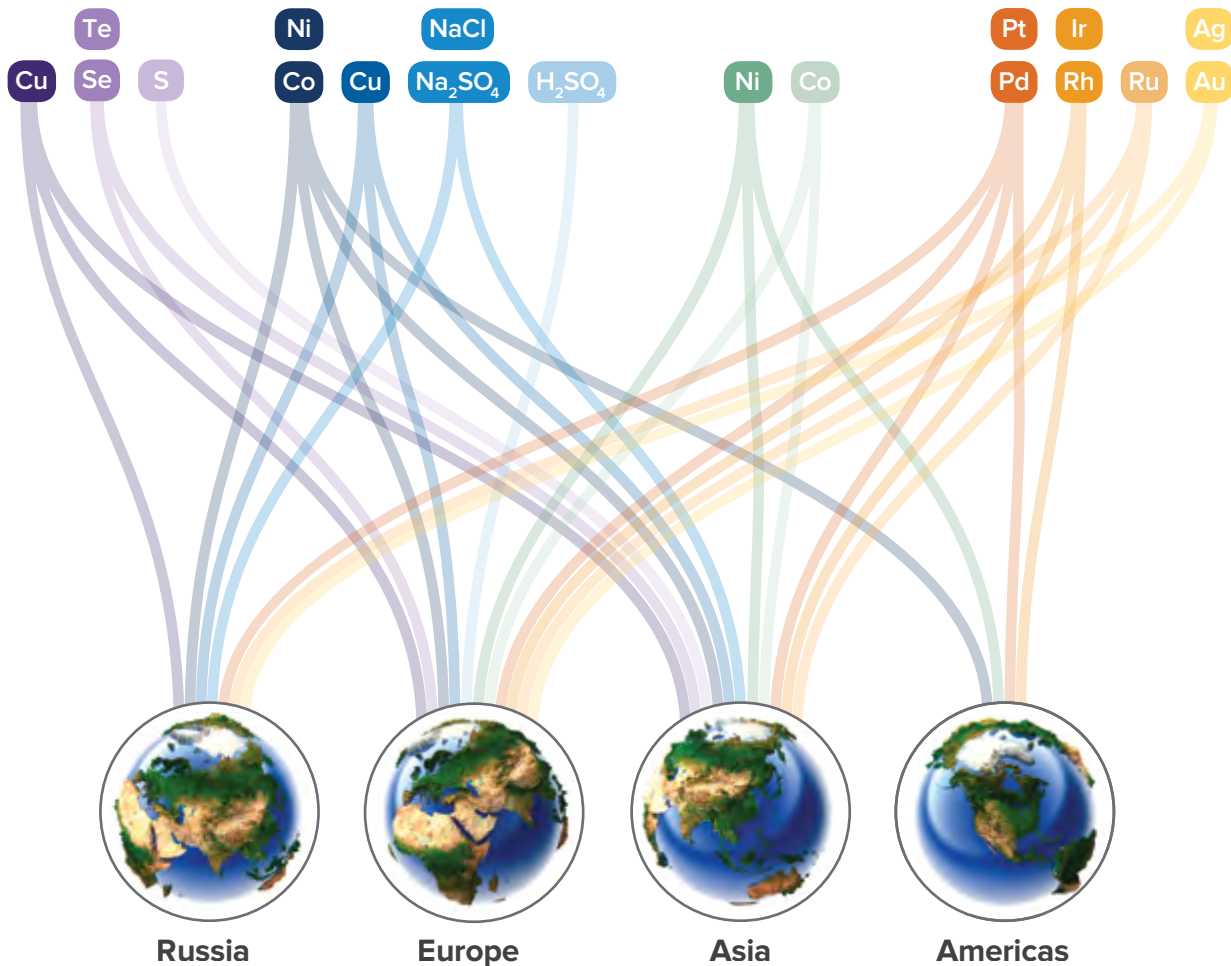 Te Ni NaCl Pt Ir Ag
Cu Se S Co Cu Na₂SO₄ H₂SO₄ Ni Co Pd Rh Ru Au
Russia Europe Asia Americas